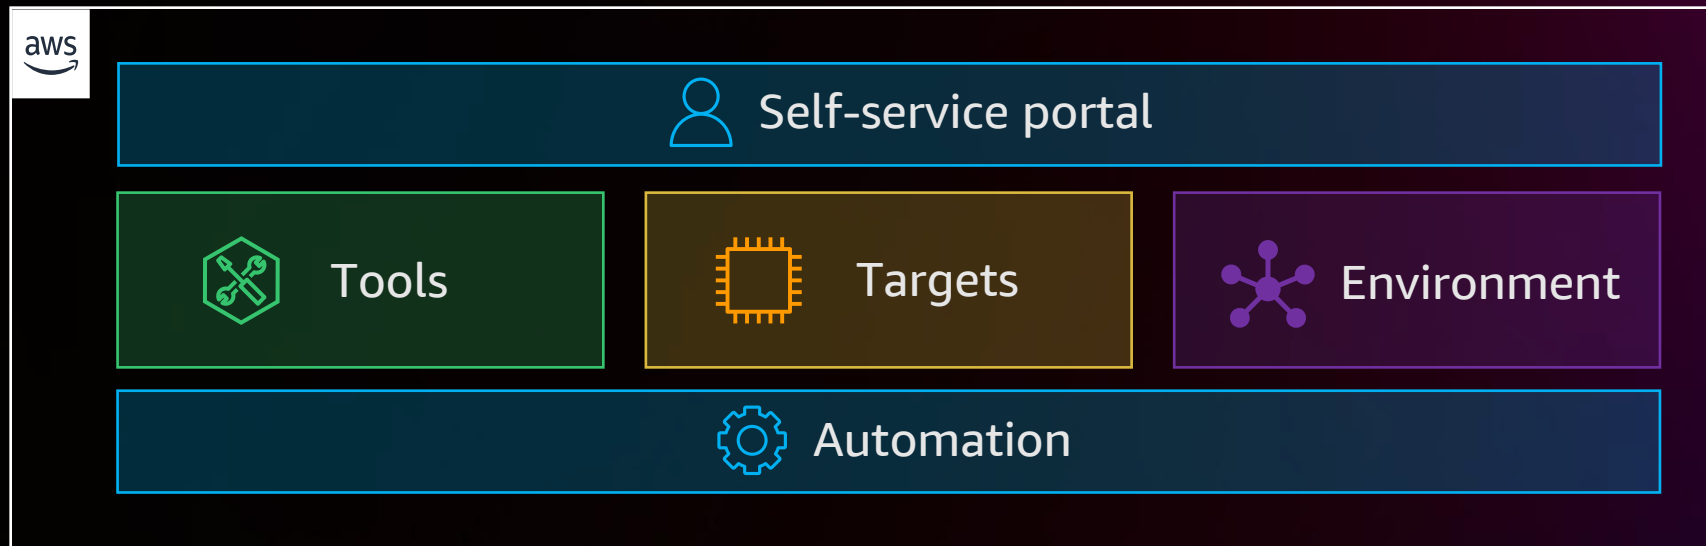 aws
Self-service portal
Tools
Targets
Environment
Automation